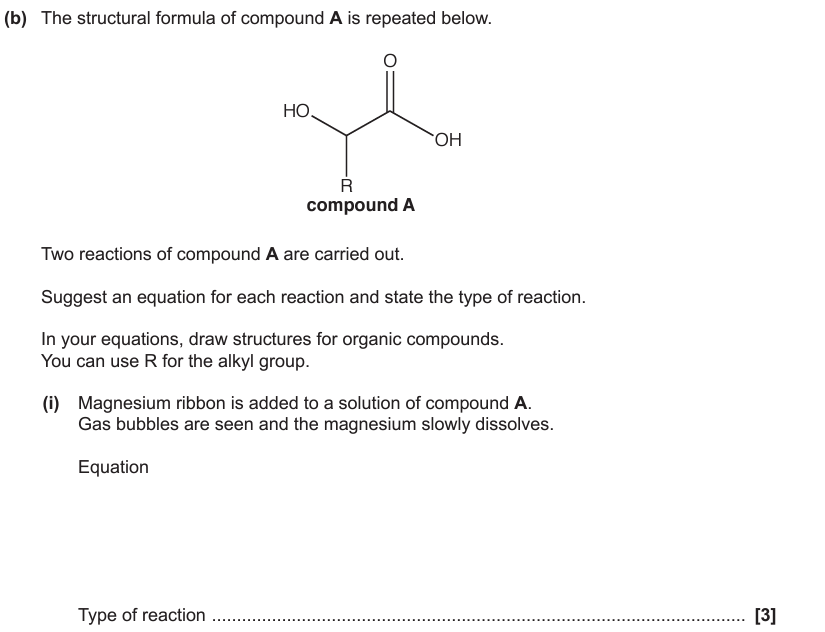 (b) The structural formula of compound A is repeated below.
O
HO
OH
R
compound A
Two reactions of compound A are carried out.
Suggest an equation for each reaction and state the type of reaction.
In your equations, draw structures for organic compounds.
You can use R for the alkyl group.
(i) Magnesium ribbon is added to a solution of compound A.
Gas bubbles are seen and the magnesium slowly dissolves.
Equation
Type of reaction .......................................................................................................... [3]